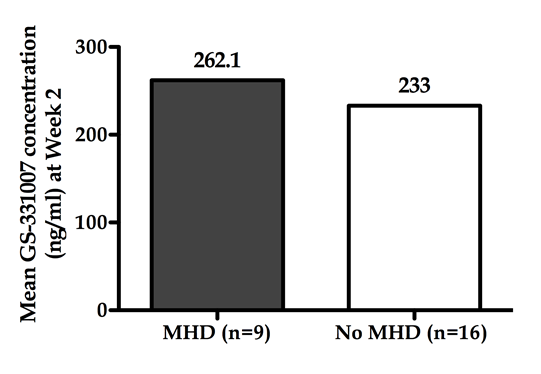 Mean GS-331007 concentration
(ng/ml) at Week 2
300
200
100
0
262.1
233
MHD (n=9)
No MHD (n=16)